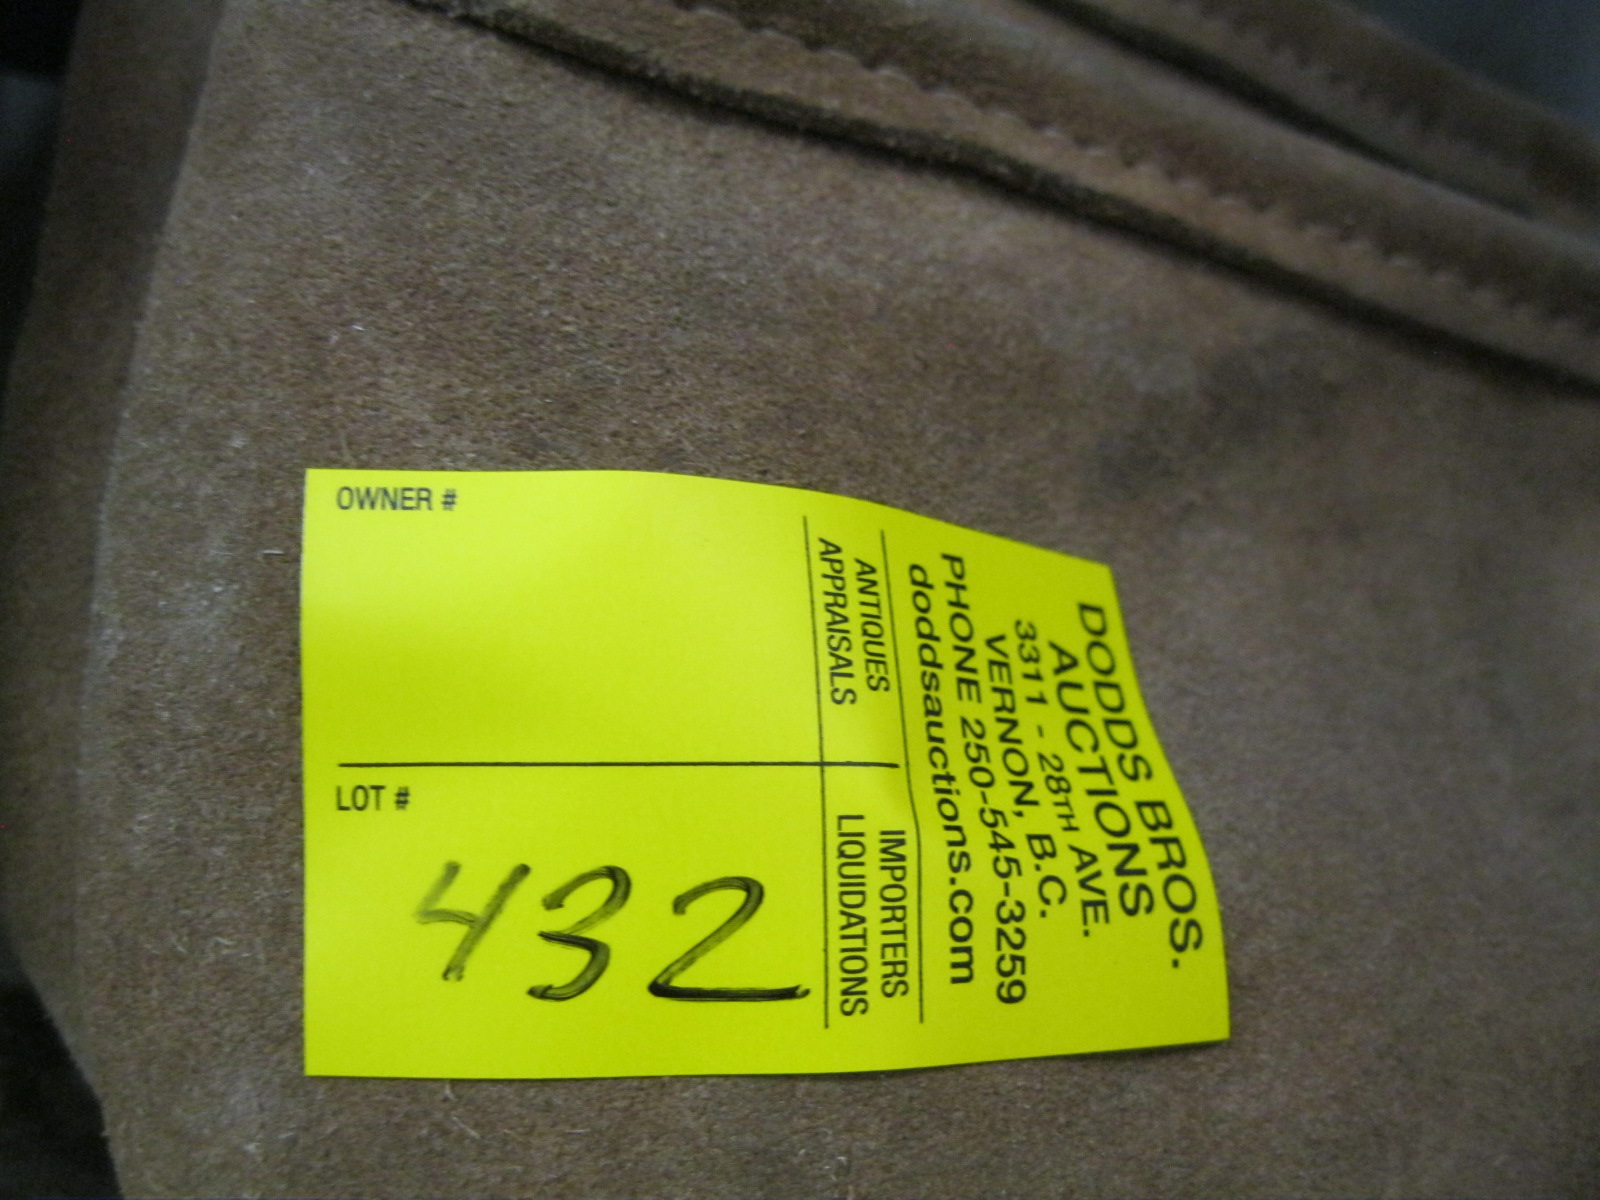 DODDS BROS.
AUCTIONS
3311 - 28TH AVE.
VERNON, B.C.
PHONE 250-545-3259
doddsauctions.com
ANTIQUES
APPRAISALS
IMPORTERS
LIQUIDATIONS
OWNER #
LOT #
432